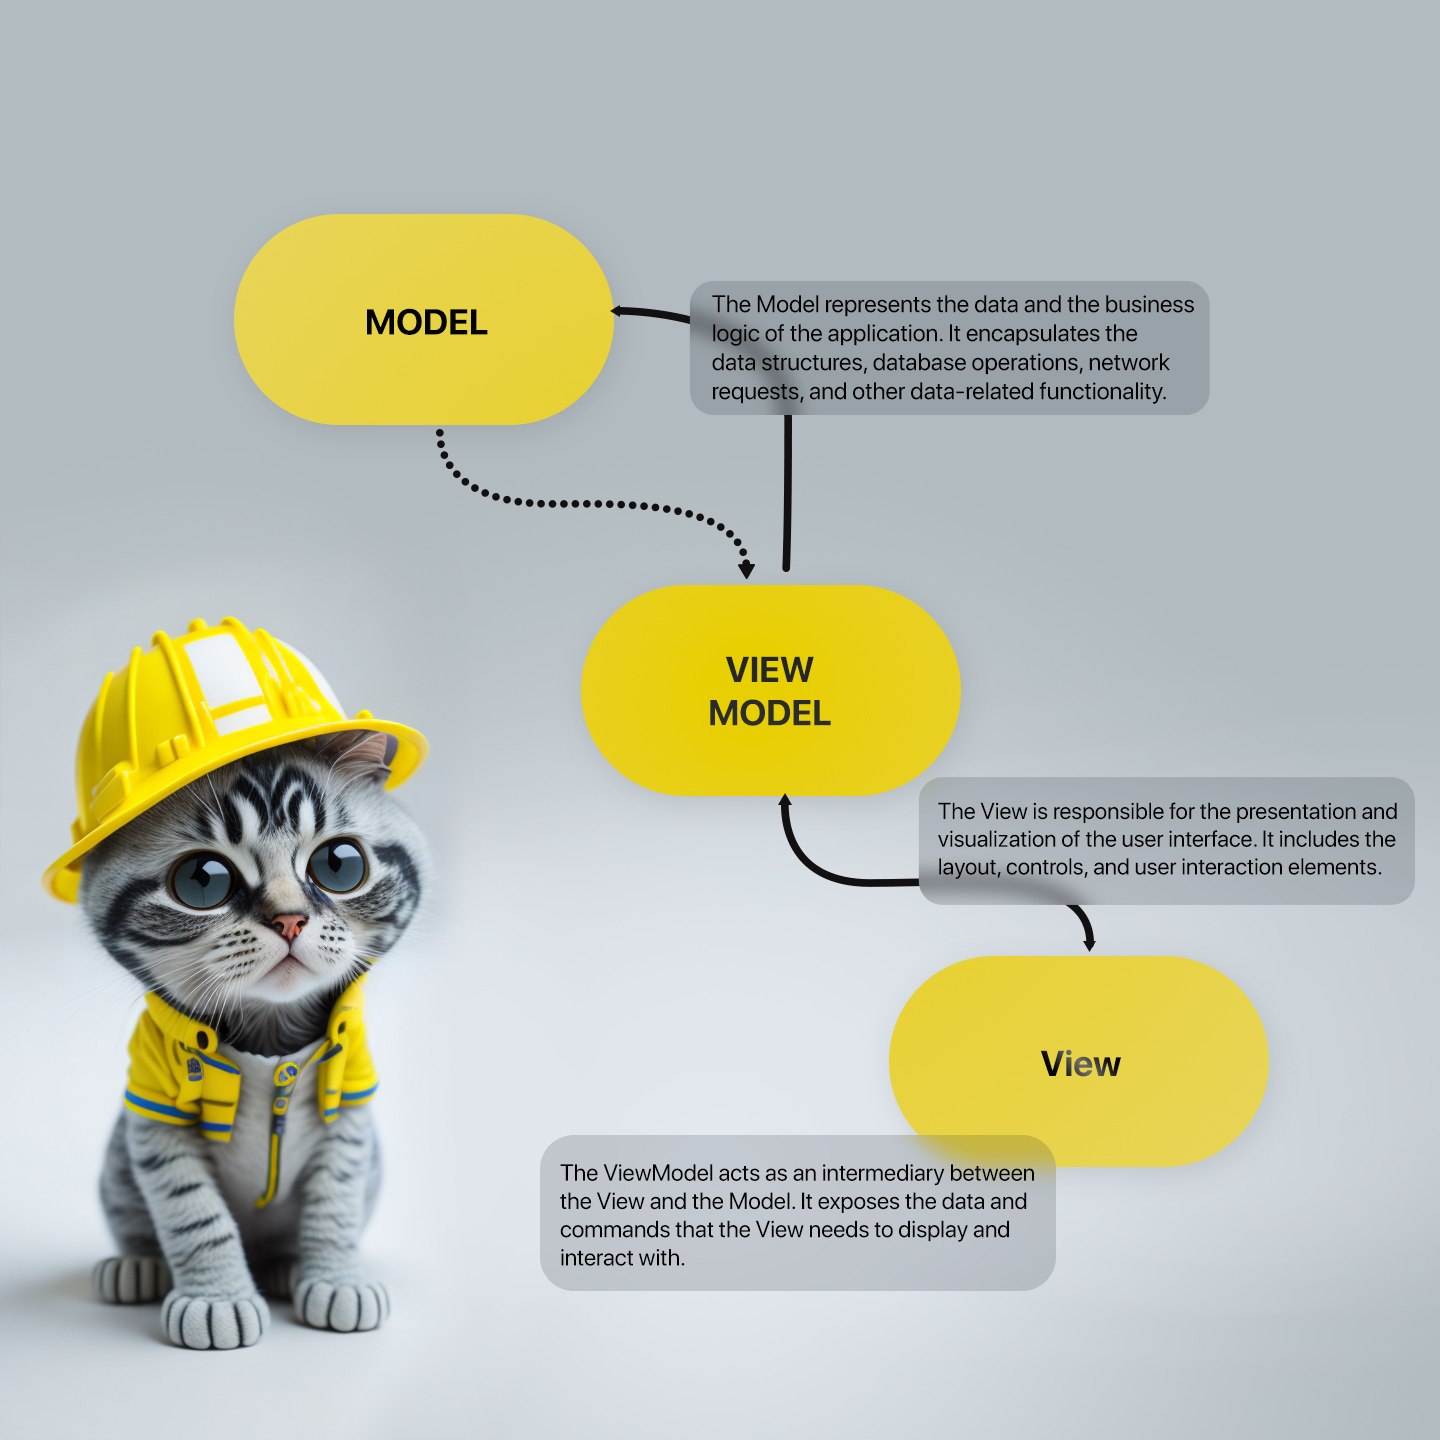 MODEL
The Model represents the data and the business
logic of the application. It encapsulates the
data structures, database operations, network
requests, and other data-related functionality.
VIEW
MODEL
The View is responsible for the presentation and
visualization of the user interface. It includes the
layout, controls, and user interaction elements.
View
The ViewModel acts as an intermediary between
the View and the Model. It exposes the data and
commands that the View needs to display and
interact with.